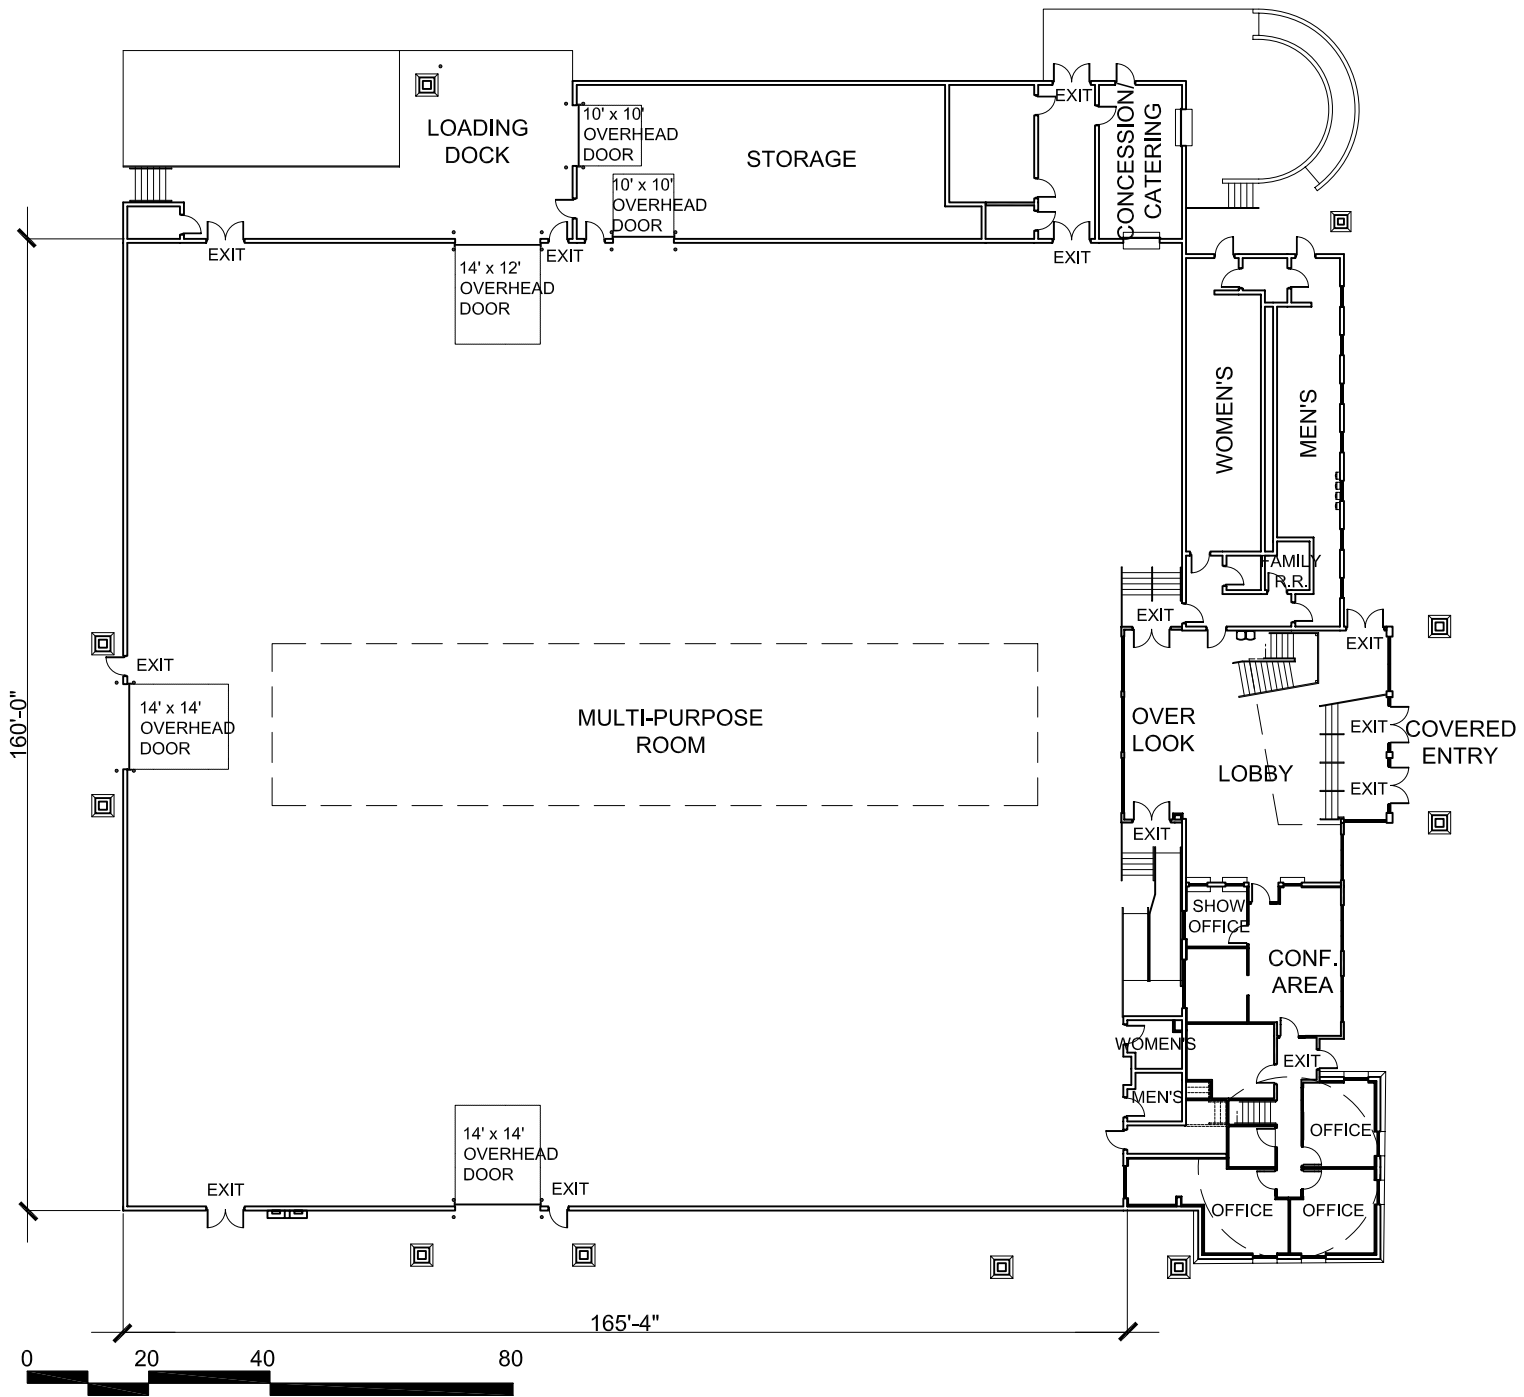 LOADING
DOCK
10' x 10'
OVERHEAD
DOOR
STORAGE
EXIT
CONCESSION/
CATERING
10' x 10'
OVERHEAD
DOOR
EXIT
EXIT
EXIT
14' x 12'
OVERHEAD
DOOR
WOMEN'S
MEN'S
FAMILY
R.R.
EXIT
EXIT
EXIT
14' x 14'
OVERHEAD
DOOR
160'-0"
MULTI-PURPOSE
ROOM
OVER
LOOK
LOBBY
EXIT
EXIT
COVERED
ENTRY
EXIT
SHOW
OFFICE
CONF.
AREA
WOMEN'S
EXIT
MEN'S
OFFICE
14' x 14'
OVERHEAD
DOOR
EXIT
EXIT
OFFICE
OFFICE
165'-4"
0 20 40 80